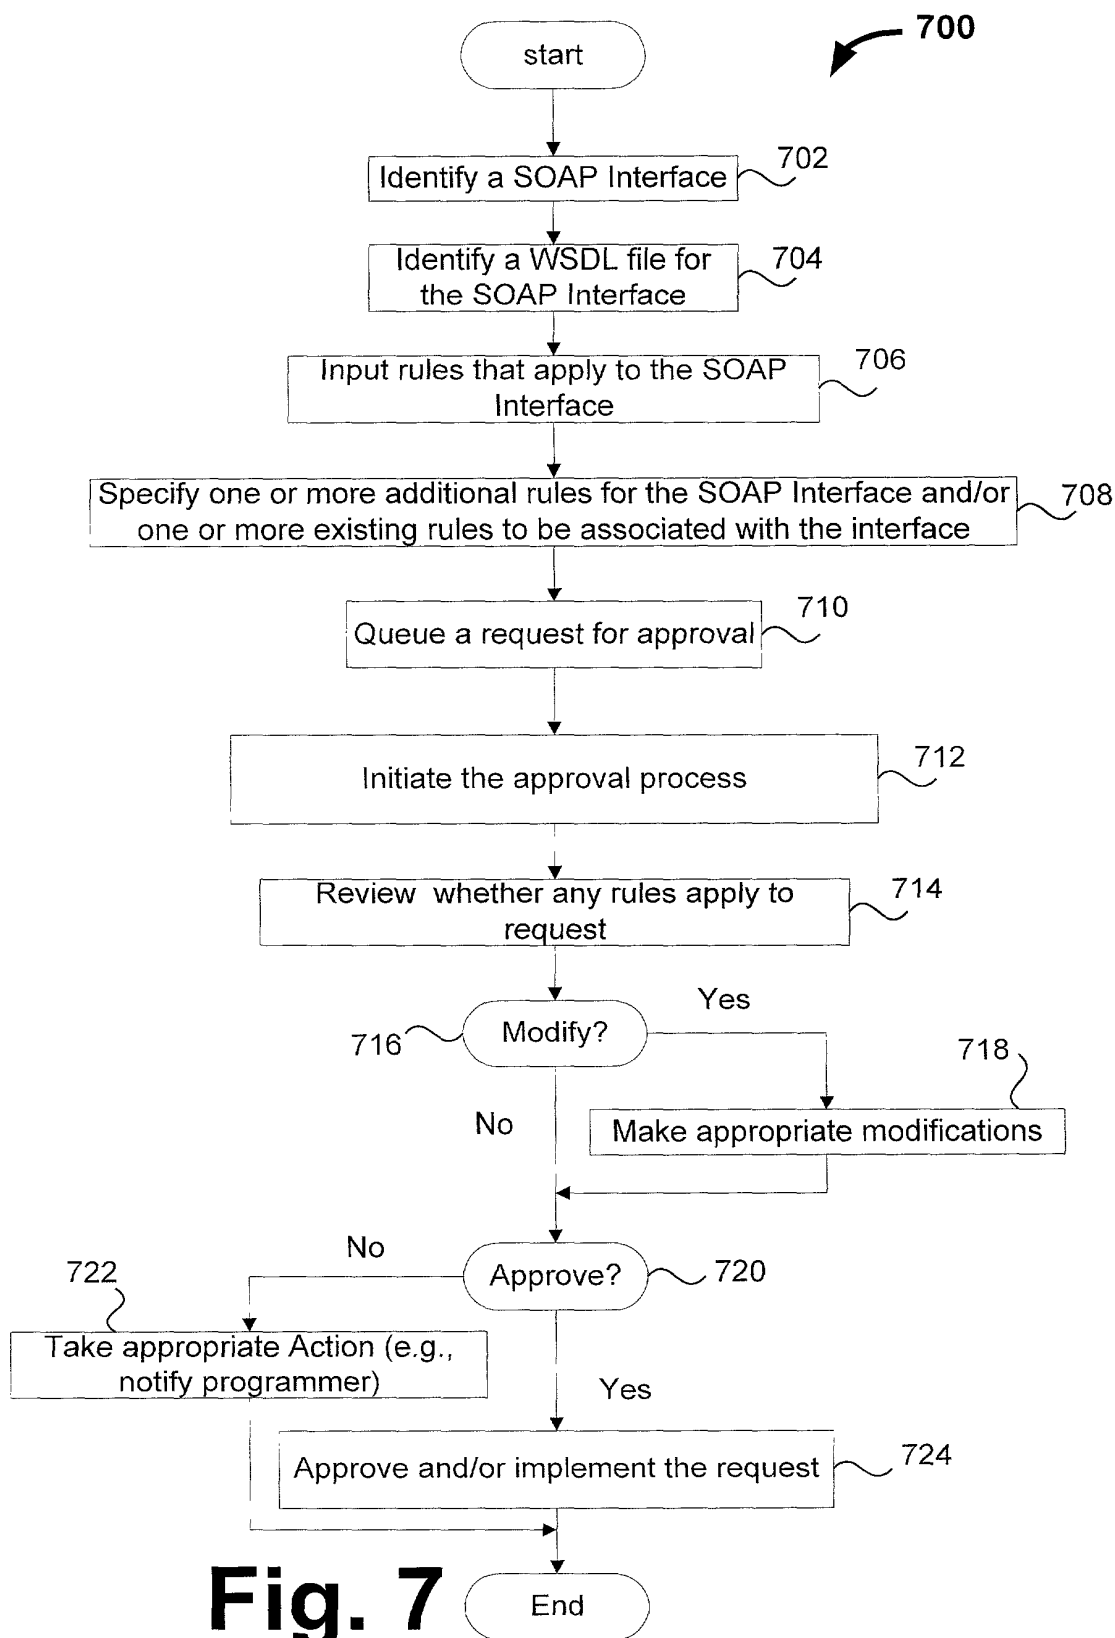 700
start
702
Identify a SOAP Interface
704
Identify a WSDL file for
the SOAP Interface
706
Input rules that apply to the SOAP
Interface
708
Specify one or more additional rules for the SOAP Interface and/or
one or more existing rules to be associated with the interface
710
Queue a request for approval
712
Initiate the approval process
714
Review whether any rules apply to
request
Yes
716
Modify?
718
No
Make appropriate modifications
No
722
Approve?
720
Take appropriate Action (e.g.,
notify programmer)
Yes
724
Approve and/or implement the request
Fig. 7
End